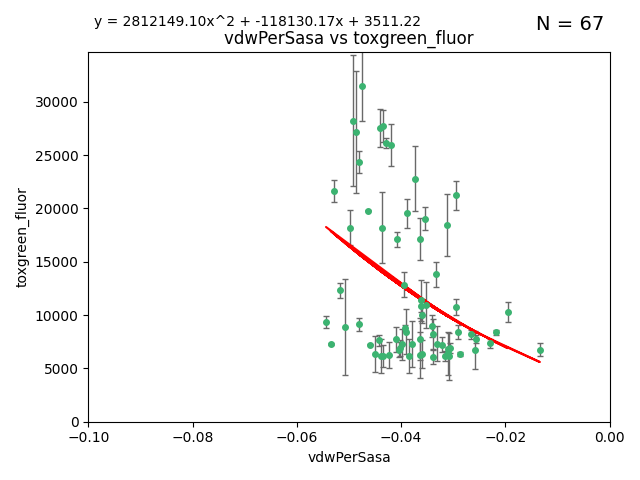 y = 2812149.10x^2 + -118130.17x + 3511.22
N = 67
vdwPerSasa vs toxgreen_fluor
30000
25000
20000
15000
10000
5000
0
toxgreen_fluor
−0.10
−0.08
−0.06
−0.04
−0.02
0.00
vdwPerSasa